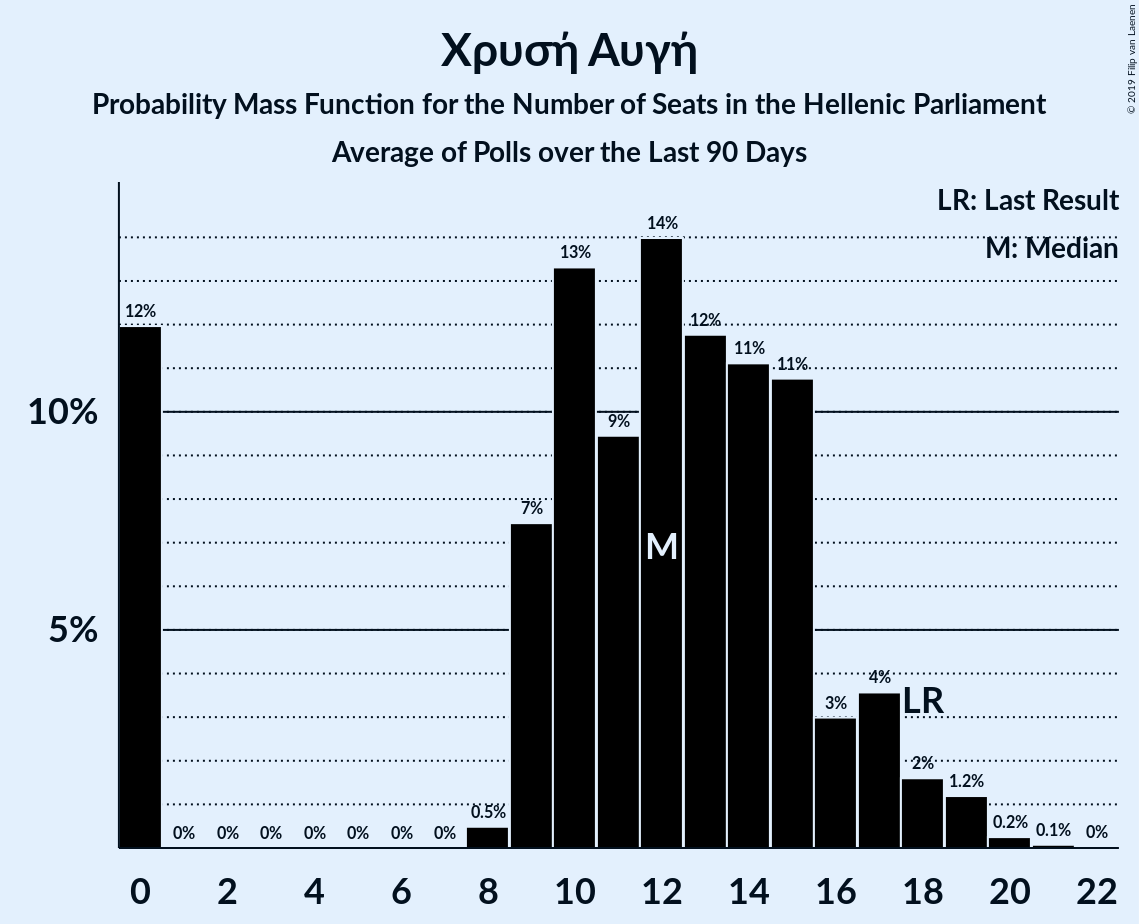 Χρυσή Αυγή
Probability Mass Function for the Number of Seats in the Hellenic Parliament
Average of Polls over the Last 90 Days
© 2019 Filip van Laenen
LR: Last Result
M: Median
10%
5%
12%
0%
0%
0%
0%
0%
0%
0%
0.5%
7%
13%
9%
14%
12%
11%
11%
3%
4%
2%
1.2%
0.2%
0.1%
0%
M
LR
0 2 4 6 8 10 12 14 16 18 20 22